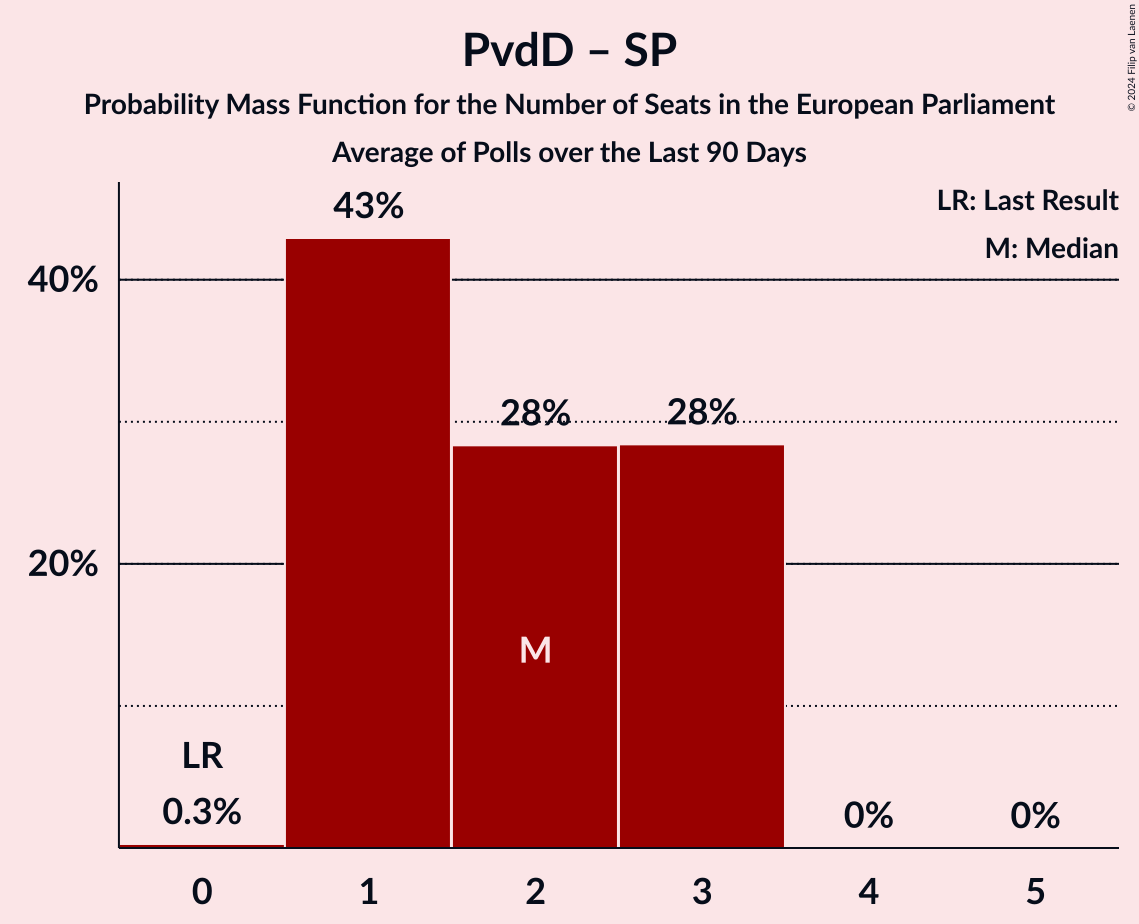 PvdD – SP
Probability Mass Function for the Number of Seats in the European Parliament
Average of Polls over the Last 90 Days
© 2024 Filip van Laenen
LR: Last Result
M: Median
43%
40%
28%
28%
20%
M
LR
0.3%
0%
0%
0 1 2 3 4 5